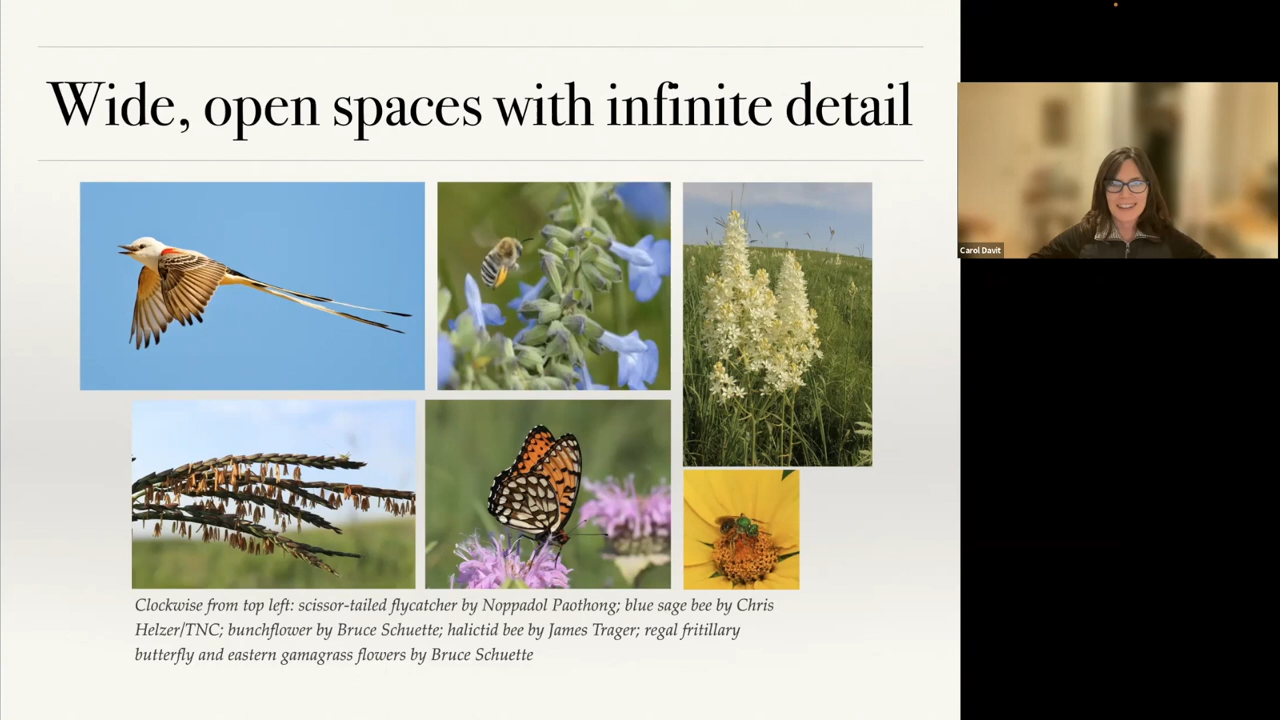 Wide, open spaces with infinite detail
Carol Davit
Clockwise from top left: scissor-tailed flycatcher by Noppadol Paothong; blue sage bee by Chris
Helzer/TNC; bunchflower by Bruce Schuette; halictid bee by James Trager; regal fritillary
butterfly and eastern gamagrass flowers by Bruce Schuette